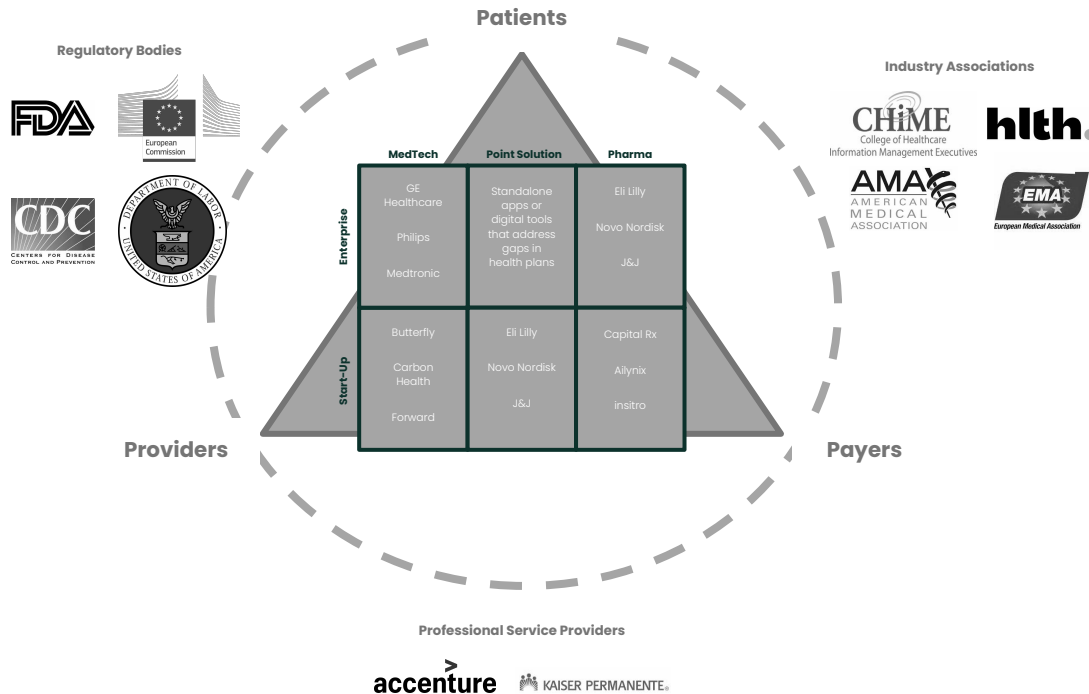 Patients
Regulatory Bodies
FDA
European
Commission
CDC
CENTERS FOR DISEASE
CONTROL AND PREVENTION
DEPARTMENT OF LABOR
UNITED STATES OF AMERICA
Industry Associations
CHiME
College of Healthcare
Information Management Executives
hlth.
AMA
AMERICAN
MEDICAL
ASSOCIATION
EMA
European Medical Association
MedTech
Point Solution
Pharma
Enterprise
GE
Healthcare
Philips
Medtronic
Standalone
apps or
digital tools
that address
gaps in
health plans
Eli Lilly
Novo Nordisk
J&J
Start-Up
Butterfly
Carbon
Health
Forward
Eli Lilly
Novo Nordisk
J&J
Capital Rx
Ailynix
insitro
Providers
Payers
Professional Service Providers
accenture
KAISER PERMANENTE®